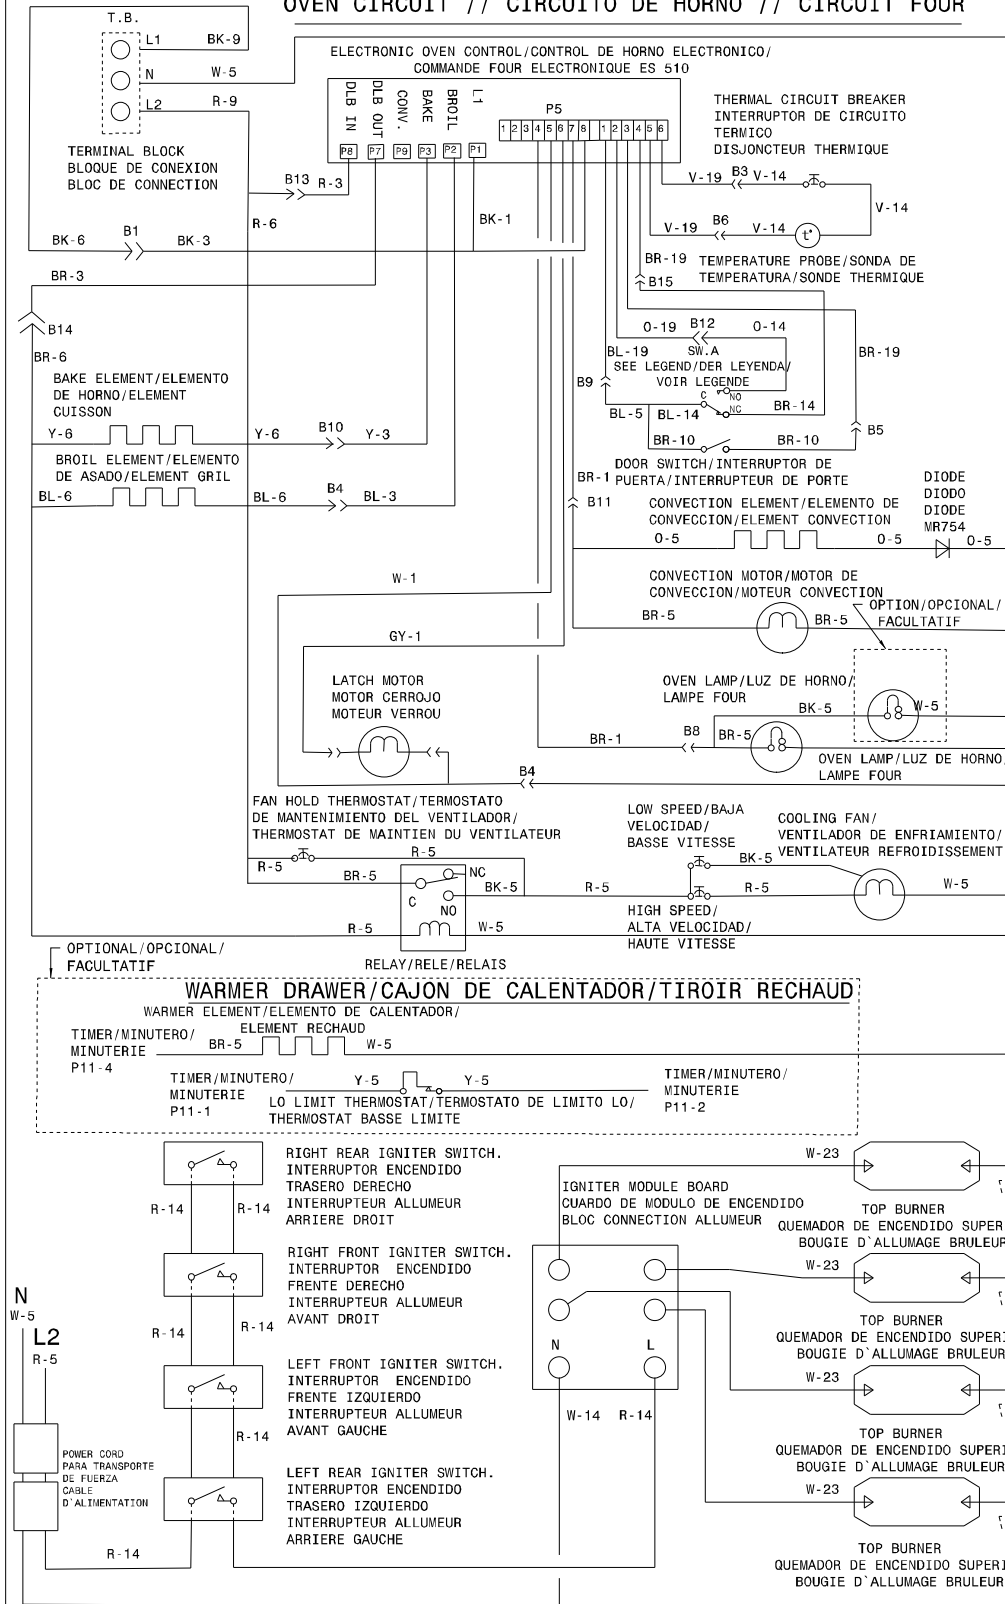 OVEN CIRCUIT // CIRCUITO DE HORNO // CIRCUIT FOUR
T.B.
L1
BK-9
N
W-5
L2
R-9
TERMINAL BLOCK
BLOQUE DE CONEXION
BLOC DE CONNECTION
ELECTRONIC OVEN CONTROL/CONTROL DE HORNO ELECTRONICO/
COMMANDE FOUR ELECTRONIQUE ES 510
DLB IN
DLB OUT
CONV.
BAKE
BROIL
L1
P8
P7
P9
P3
P2
P1
P5
1 2 3 4 5 6 7 8
1 2 3 4 5 6
THERMAL CIRCUIT BREAKER
INTERRUPTOR DE CIRCUITO
TERMICO
DISJONCTEUR THERMIQUE
V-19
B3
V-14
V-14
V-19
B6
V-14
t°
TEMPERATURE PROBE/SONDA DE
TEMPERATURA/SONDE THERMIQUE
B13
R-3
R-6
BK-1
BK-6
B1
BK-3
BR-3
B14
BR-6
BR-19
B15
O-19
B12
O-14
BL-19
SW.A
SEE LEGEND/DER LEYENDA/
VOIR LEGENDE
BR-19
B9
C
NO
NC
BL-5
BL-14
BR-14
BR-10
BR-10
B5
DOOR SWITCH/INTERRUPTOR DE
PUERTA/INTERRUPTEUR DE PORTE
BAKE ELEMENT/ELEMENTO
DE HORNO/ELEMENT
CUISSON
Y-6
Y-6
B10
Y-3
BROIL ELEMENT/ELEMENTO
DE ASADO/ELEMENT GRIL
BL-6
BL-6
B4
BL-3
BR-1
B11
CONVECTION ELEMENT/ELEMENTO DE
CONVECCION/ELEMENT CONVECTION
DIODE
DIODO
DIODE
MR754
O-5
O-5
O-5
CONVECTION MOTOR/MOTOR DE
CONVECCION/MOTEUR CONVECTION
BR-5
BR-5
OPTION/OPCIONAL/
FACULTATIF
W-1
GY-1
LATCH MOTOR
MOTOR CERROJO
MOTEUR VERROU
OVEN LAMP/LUZ DE HORNO/
LAMPE FOUR
BK-5
W-5
BR-1
B8
BR-5
OVEN LAMP/LUZ DE HORNO/
LAMPE FOUR
B4
FAN HOLD THERMOSTAT/TERMOSTATO
DE MANTENIMIENTO DEL VENTILADOR/
THERMOSTAT DE MAINTIEN DU VENTILATEUR
LOW SPEED/BAJA
VELOCIDAD/
BASSE VITESSE
COOLING FAN/
VENTILADOR DE ENFRIAMIENTO/
VENTILATEUR REFROIDISSEMENT
R-5
R-5
BK-5
BR-5
NC
C
NO
BK-5
R-5
R-5
W-5
HIGH SPEED/
ALTA VELOCIDAD/
HAUTE VITESSE
R-5
W-5
RELAY/RELE/RELAIS
OPTIONAL/OPCIONAL/
FACULTATIF
WARMER DRAWER/CAJON DE CALENTADOR/TIROIR RECHAUD
WARMER ELEMENT/ELEMENTO DE CALENTADOR/
ELEMENT RECHAUD
TIMER/MINUTERO/
MINUTERIE
P11-4
BR-5
W-5
TIMER/MINUTERO/
MINUTERIE
P11-1
Y-5
Y-5
LO LIMIT THERMOSTAT/TERMOSTATO DE LIMITO LO/
THERMOSTAT BASSE LIMITE
TIMER/MINUTERO/
MINUTERIE
P11-2
RIGHT REAR IGNITER SWITCH.
INTERRUPTOR ENCENDIDO
TRASERO DERECHO
INTERRUPTEUR ALLUMEUR
ARRIERE DROIT
R-14
R-14
RIGHT FRONT IGNITER SWITCH.
INTERRUPTOR ENCENDIDO
FRENTE DERECHO
INTERRUPTEUR ALLUMEUR
AVANT DROIT
R-14
R-14
LEFT FRONT IGNITER SWITCH.
INTERRUPTOR ENCENDIDO
FRENTE IZQUIERDO
INTERRUPTEUR ALLUMEUR
AVANT GAUCHE
R-14
LEFT REAR IGNITER SWITCH.
INTERRUPTOR ENCENDIDO
TRASERO IZQUIERDO
INTERRUPTEUR ALLUMEUR
ARRIERE GAUCHE
N
W-5
L2
R-5
POWER CORD
PARA TRANSPORTE
DE FUERZA
CABLE
D`ALIMENTATION
R-14
IGNITER MODULE BOARD
CUARDO DE MODULO DE ENCENDIDO
BLOC CONNECTION ALLUMEUR
N
L
W-14
R-14
W-23
TOP BURNER
QUEMADOR DE ENCENDIDO SUPER
BOUGIE D`ALLUMAGE BRULEUR
W-23
TOP BURNER
QUEMADOR DE ENCENDIDO SUPERI
BOUGIE D`ALLUMAGE BRULEUR
W-23
TOP BURNER
QUEMADOR DE ENCENDIDO SUPERI
BOUGIE D`ALLUMAGE BRULEUR
W-23
TOP BURNER
QUEMADOR DE ENCENDIDO SUPERI
BOUGIE D`ALLUMAGE BRULEUR